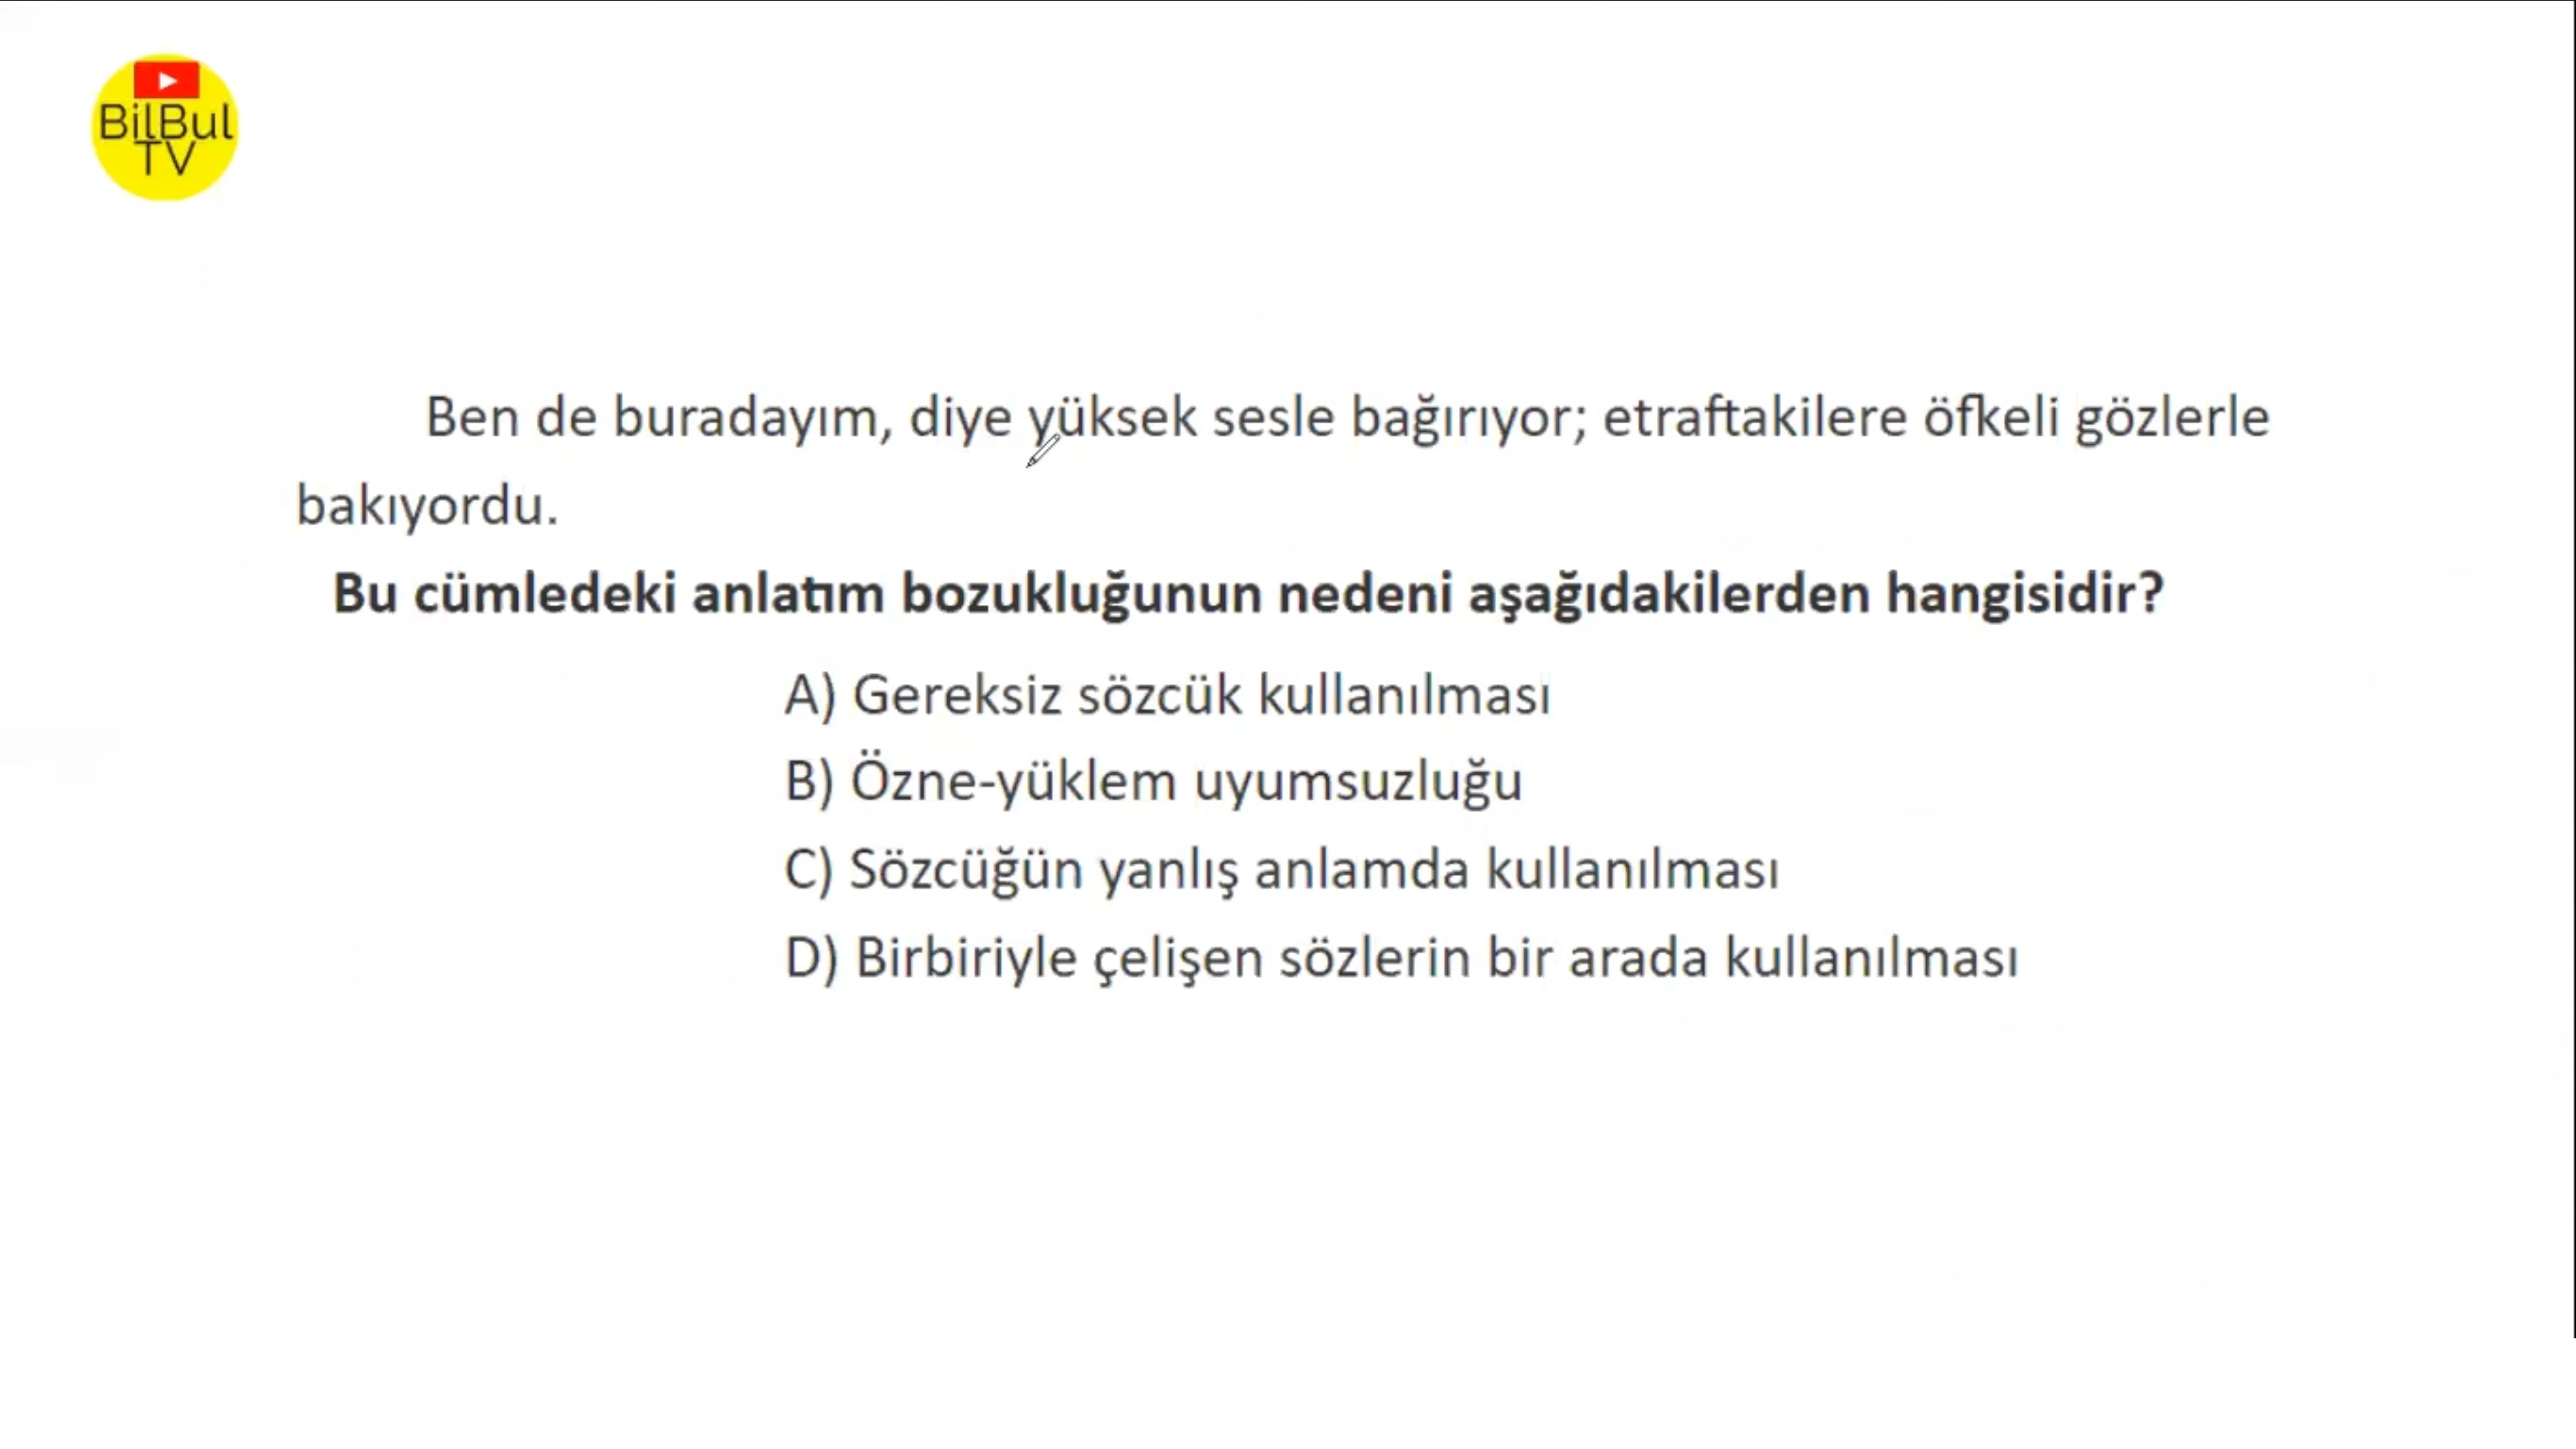 BilBul
TV
Ben de buradayım, diye yüksek sesle bağırıyor; etraftakilere öfkeli gözlerle
bakıyordu.
Bu cümledeki anlatım bozukluğunun nedeni aşağıdakilerden hangisidir?
A) Gereksiz sözcük kullanılması
B) Özne-yüklem uyumsuzluğu
C) Sözcüğün yanlış anlamda kullanılması
D) Birbiriyle çelişen sözlerin bir arada kullanılması